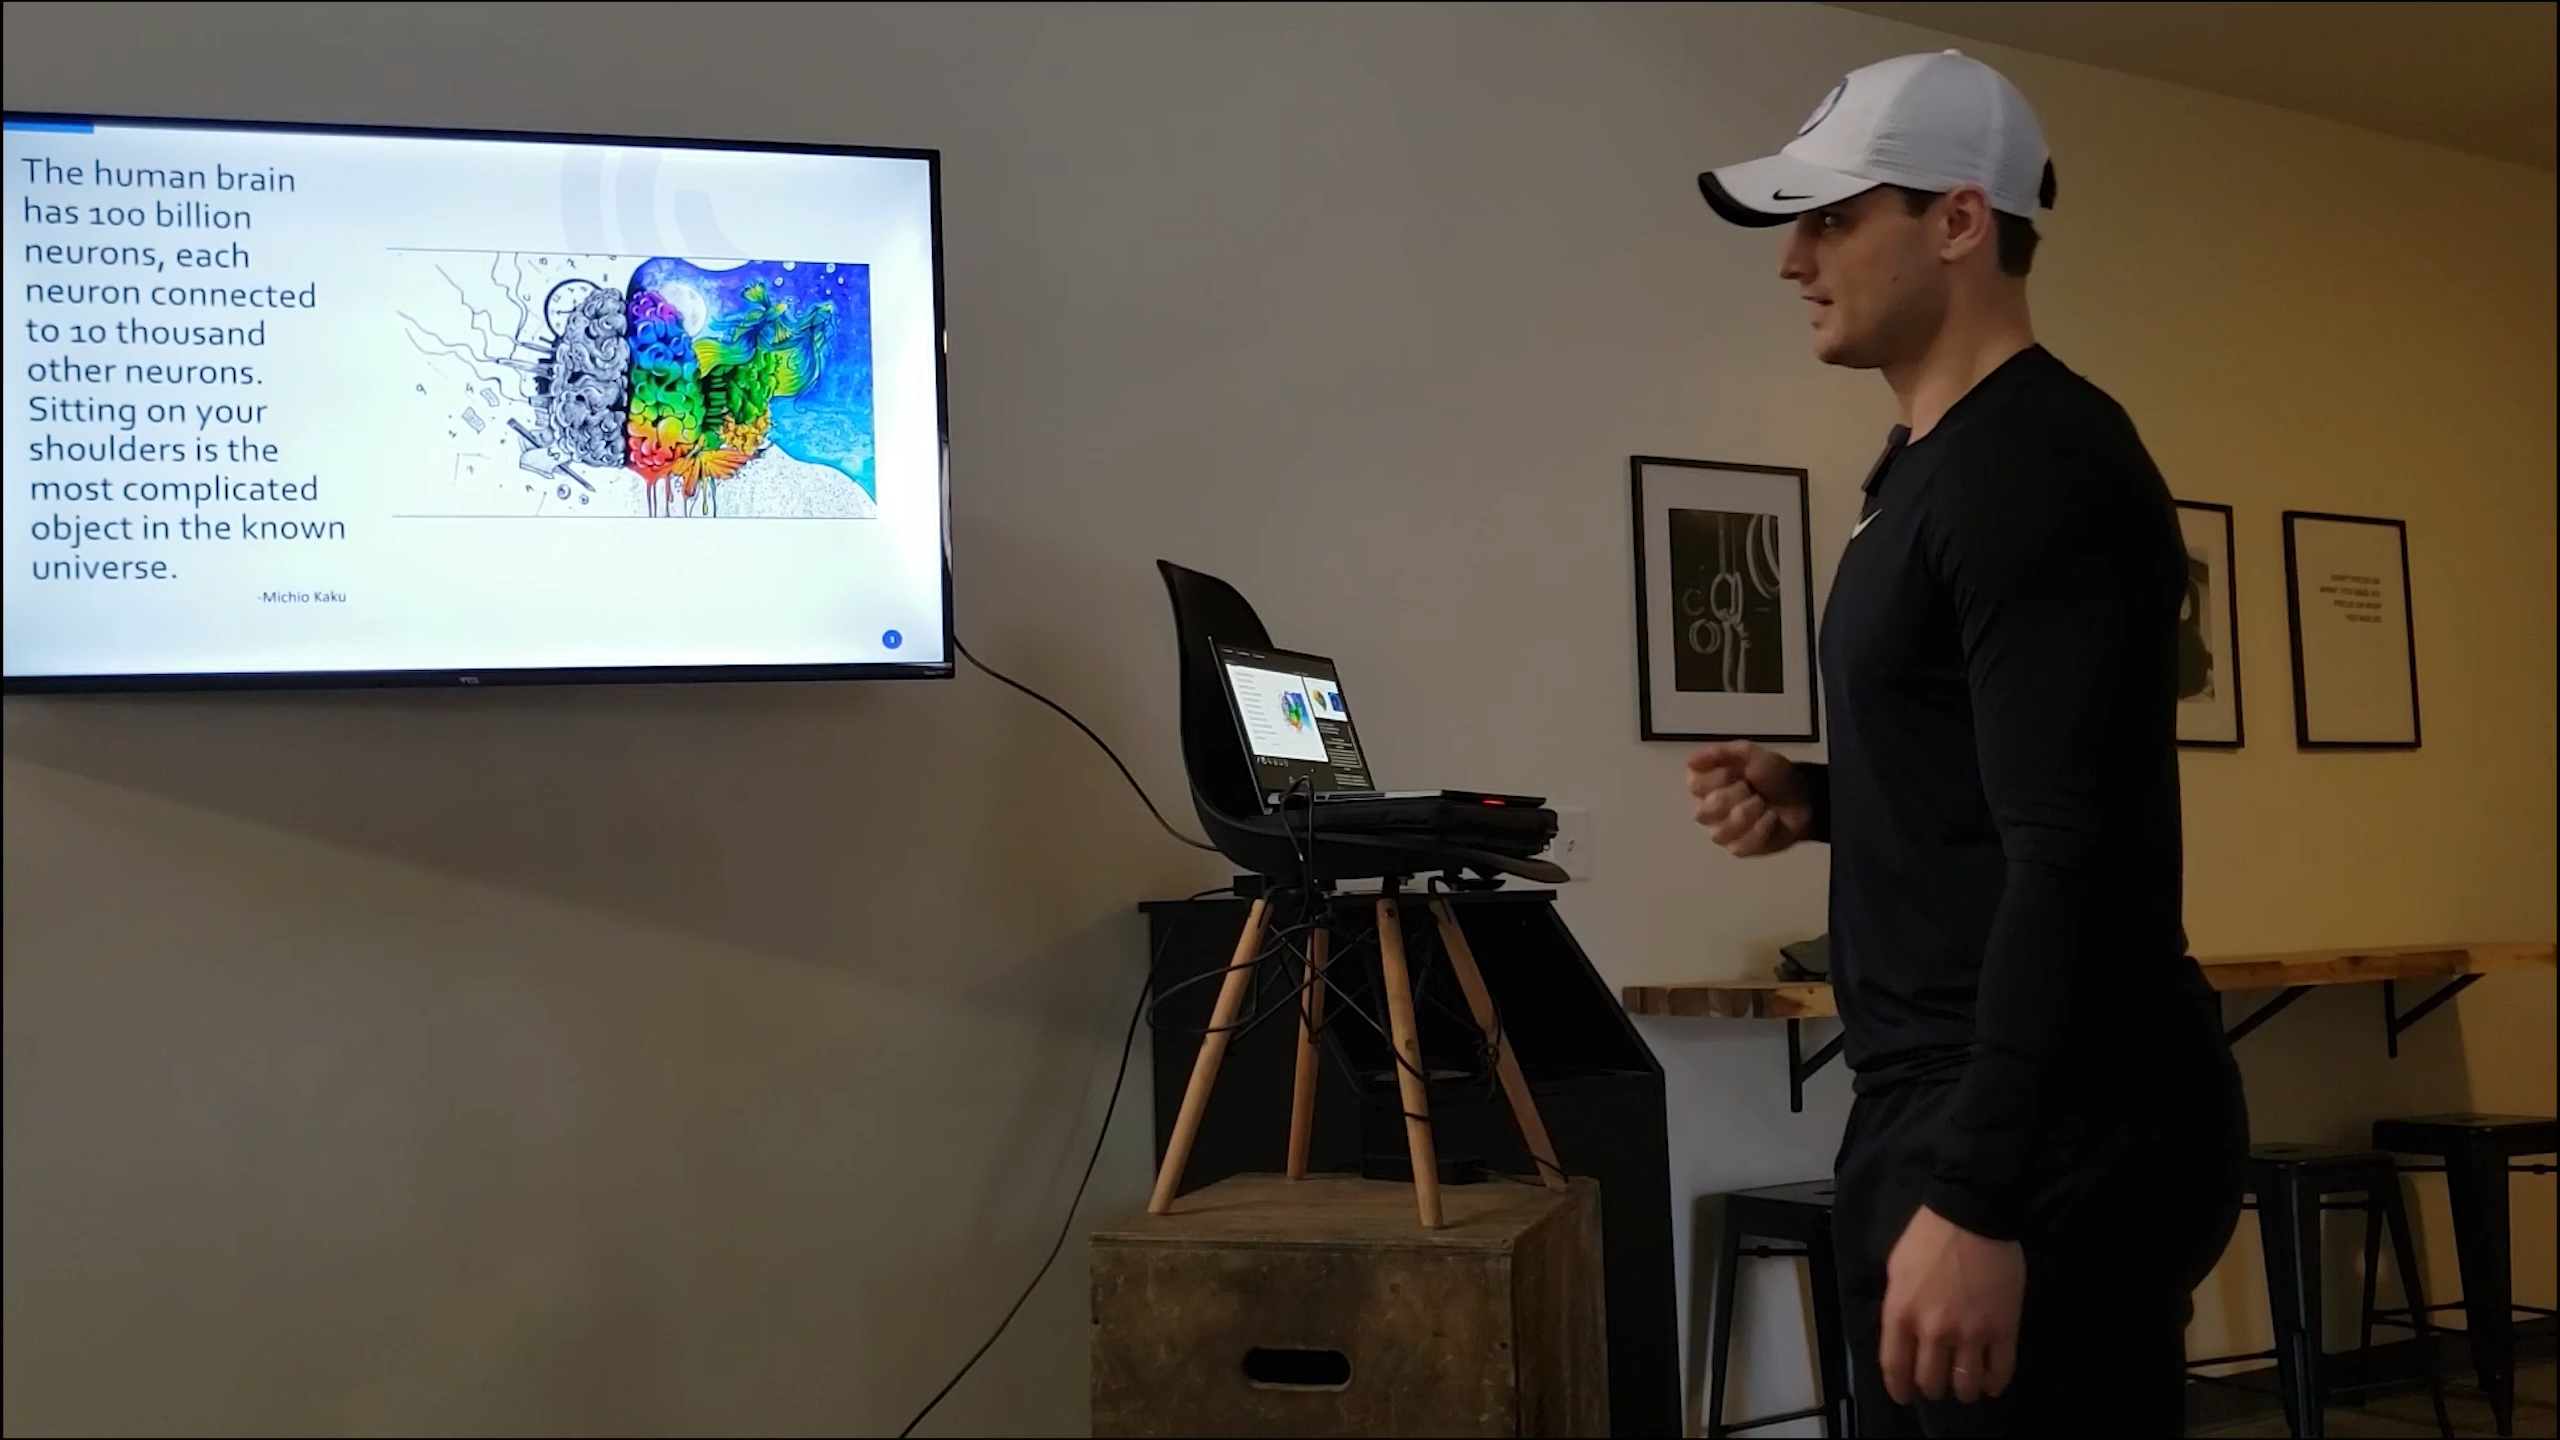 The human brain
has 100 billion
neurons, each
neuron connected
to 10 thousand
other neurons.
Sitting on your
shoulders is the
most complicated
object in the known
universe.
-Michio Kaku
TCL